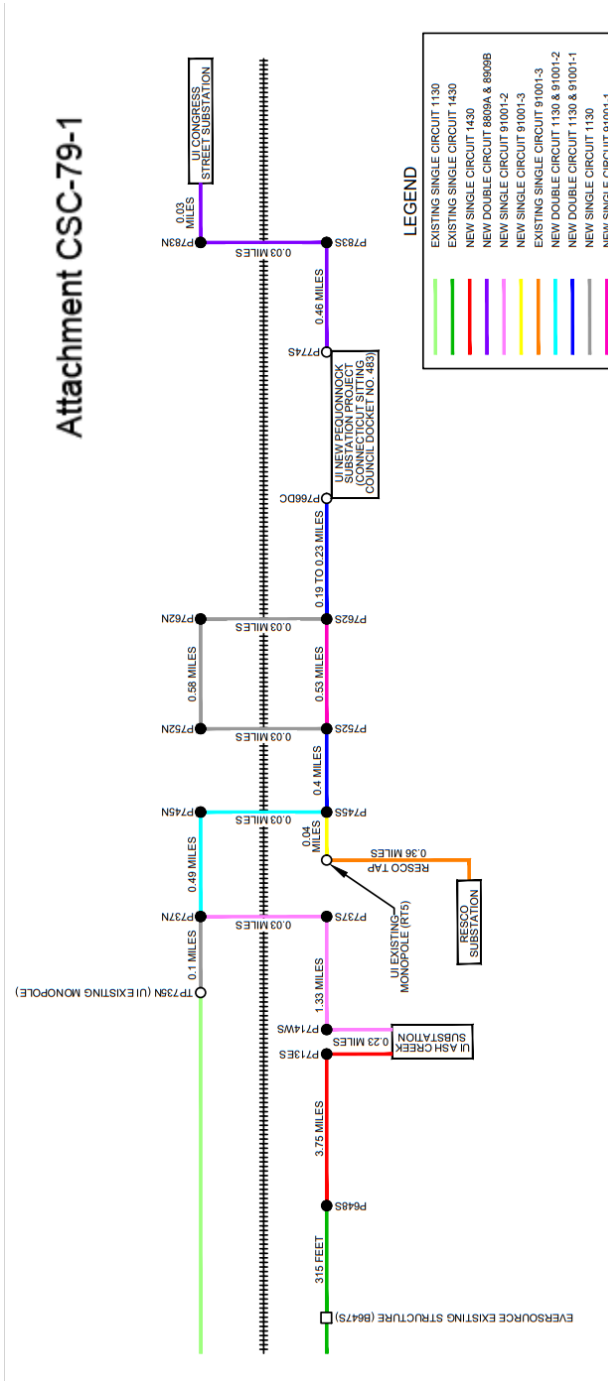 Attachment CSC-79-1
UI CONGRESS
STREET SUBSTATION
0.03
MILES
P783N
0.03 MILES
P783S
0.46 MILES
P774S
UI NEW PEQUONNOCK
SUBSTATION PROJECT
(CONNECTICUT SITTING
COUNCIL DOCKET NO. 483)
P766DC
0.19 TO 0.23 MILES
P762N
0.03 MILES
P762S
0.58 MILES
0.53 MILES
P752N
0.03 MILES
P752S
0.4 MILES
P745N
0.03 MILES
P745S
0.49 MILES
0.04
MILES
RESCO TAP
0.36 MILES
RESCO
SUBSTATION
UI EXISTING
MONOPOLE (RT5)
P737N
0.03 MILES
P737S
0.1 MILES
TP735N (UI EXISTING MONOPOLE)
1.33 MILES
P714WS
0.23 MILES
UI ASH CREEK
SUBSTATION
P713ES
3.75 MILES
P648S
315 FEET
EVERSOURCE EXISTING STRUCTURE (B647S)
LEGEND
EXISTING SINGLE CIRCUIT 1130
EXISTING SINGLE CIRCUIT 1430
NEW SINGLE CIRCUIT 1430
NEW DOUBLE CIRCUIT 8809A & 8909B
NEW SINGLE CIRCUIT 91001-2
NEW SINGLE CIRCUIT 91001-3
EXISTING SINGLE CIRCUIT 91001-3
NEW DOUBLE CIRCUIT 1130 & 91001-2
NEW DOUBLE CIRCUIT 1130 & 91001-1
NEW SINGLE CIRCUIT 1130
NEW SINGLE CIRCUIT 91001-1